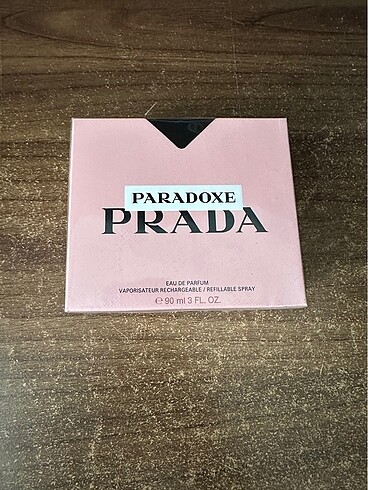 PARADOXE
PRADA
EAU DE PARFUM
VAPORISATEUR RECHARGEABLE / REFILLABLE SPRAY
℮ 90 ml 3 FL. OZ.